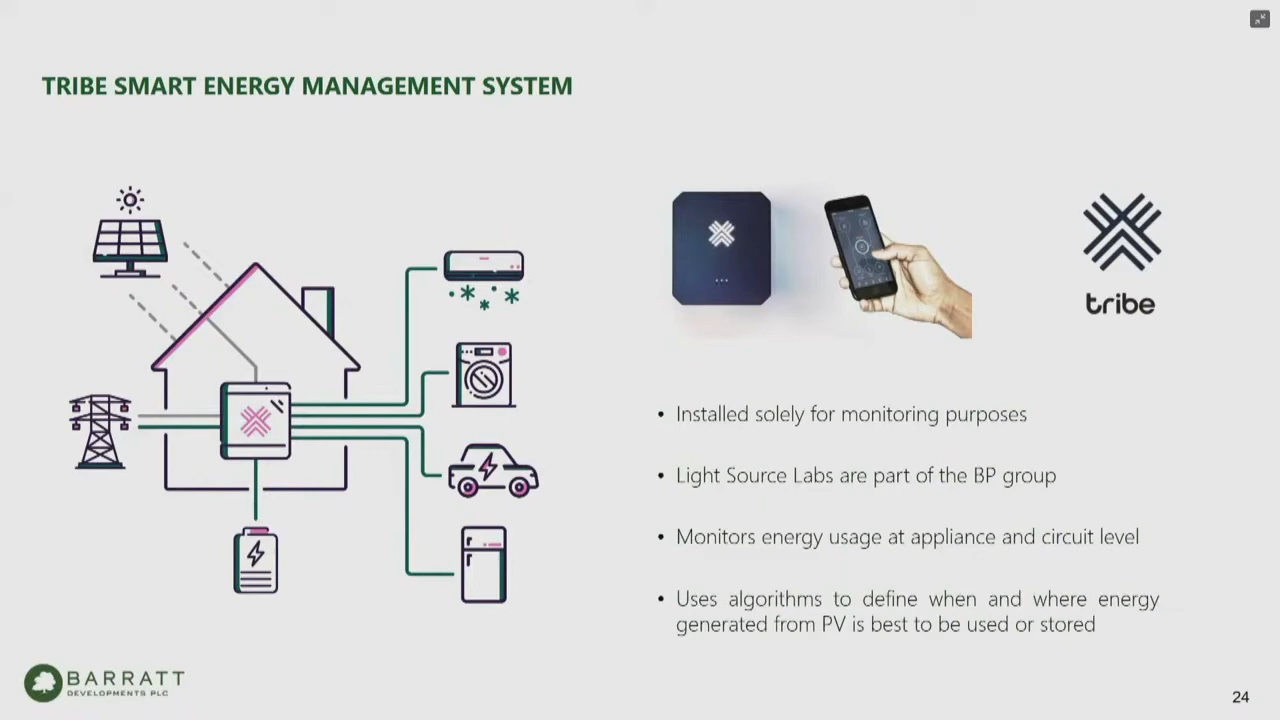 TRIBE SMART ENERGY MANAGEMENT SYSTEM
tribe
• Installed solely for monitoring purposes
• Light Source Labs are part of the BP group
• Monitors energy usage at appliance and circuit level
• Uses algorithms to define when and where energy
generated from PV is best to be used or stored
BARRATT
DEVELOPMENTS PLC
24